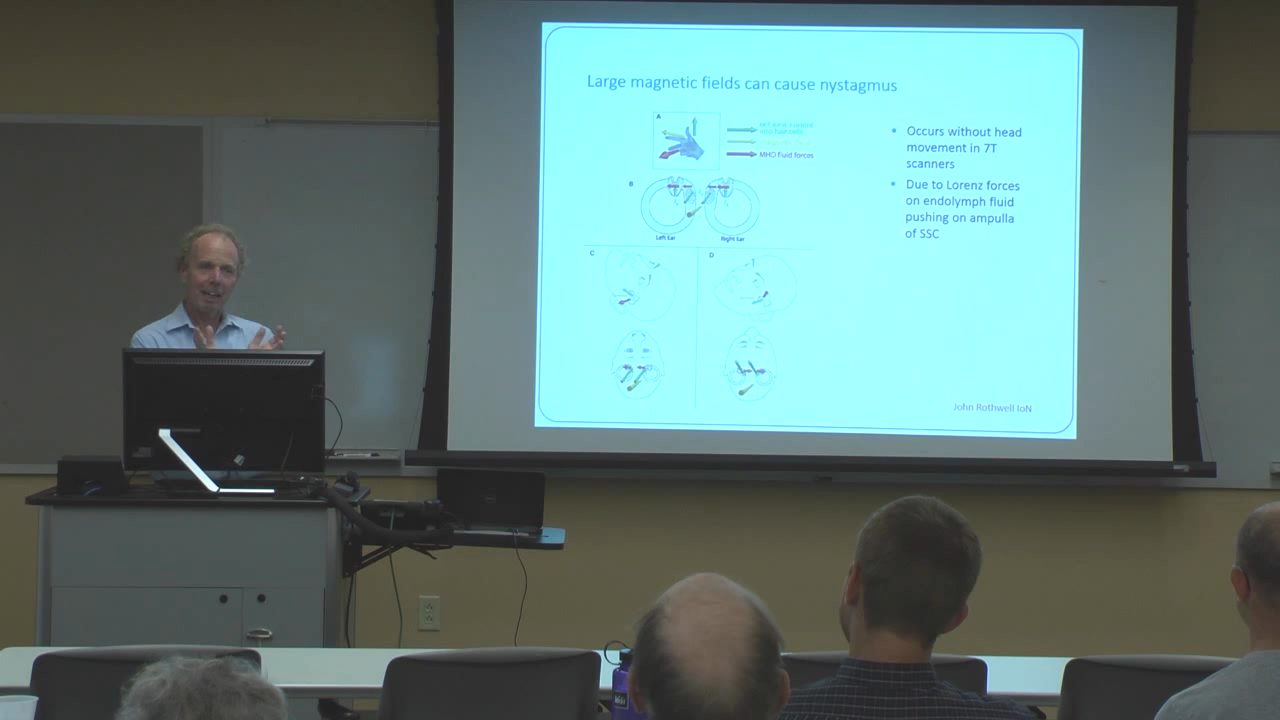 Large magnetic fields can cause nystagmus
A
MHD fluid forces
B
Left Ear
Right Ear
C
D
• Occurs without head
movement in 7T
scanners
• Due to Lorenz forces
on endolymph fluid
pushing on ampulla
of SSC
John Rothwell IoN